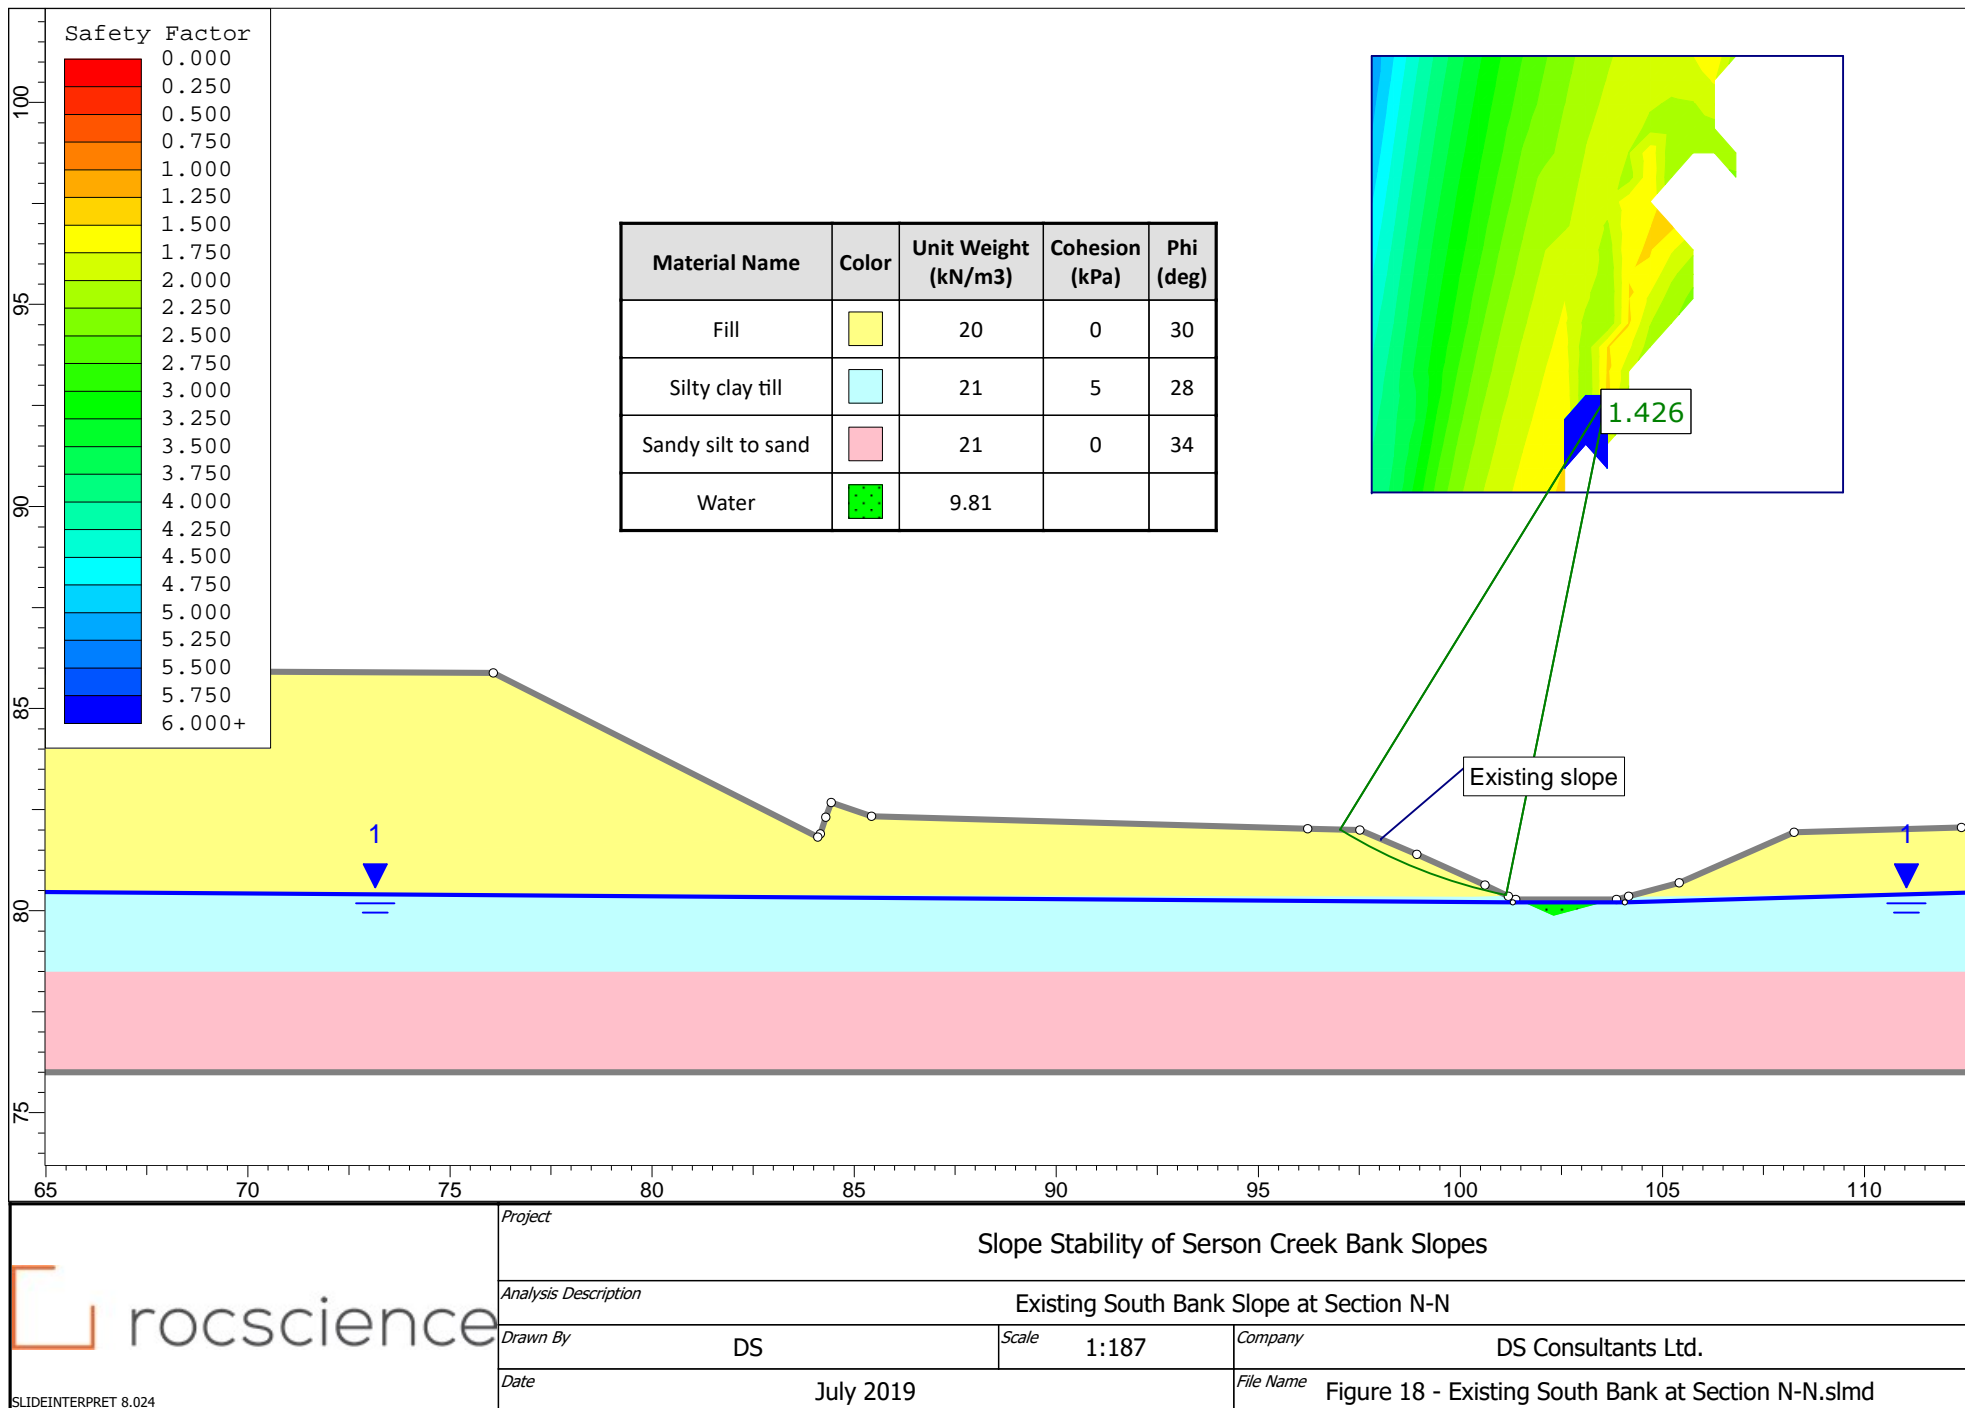 Safety Factor
0.000
0.250
0.500
0.750
1.000
1.250
1.500
1.750
2.000
2.250
2.500
2.750
3.000
3.250
3.500
3.750
4.000
4.250
4.500
4.750
5.000
5.250
5.500
5.750
6.000+
100
95
90
85
80
75
Material Name Color Unit Weight (kN/m3) Cohesion (kPa) Phi (deg)
Fill 20 0 30
Silty clay till 21 5 28
Sandy silt to sand 21 0 34
Water 9.81
1.426
Existing slope
1
1
65 70 75 80 85 90 95 100 105 110
rocscience
SLIDEINTERPRET 8.024
Project
Slope Stability of Serson Creek Bank Slopes
Analysis Description
Existing South Bank Slope at Section N-N
Drawn By DS Scale 1:187 Company DS Consultants Ltd.
Date July 2019 File Name Figure 18 - Existing South Bank at Section N-N.slmd